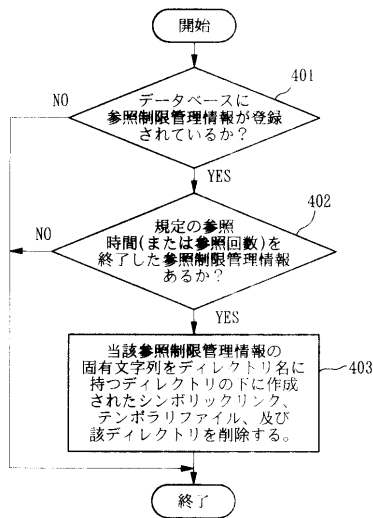 開始
401
NO
データベースに
参照制限管理情報が登録
されているか？
YES
402
NO
規定の参照
時間(または参照回数)を
終了した参照制限管理情報
あるか？
YES
当該参照制限管理情報の
固有文字列をディレクトリ名に
持つディレクトリの下に作成
されたシンボリックリンク、
テンポラリファイル、及び
該ディレクトリを削除する。
403
終了